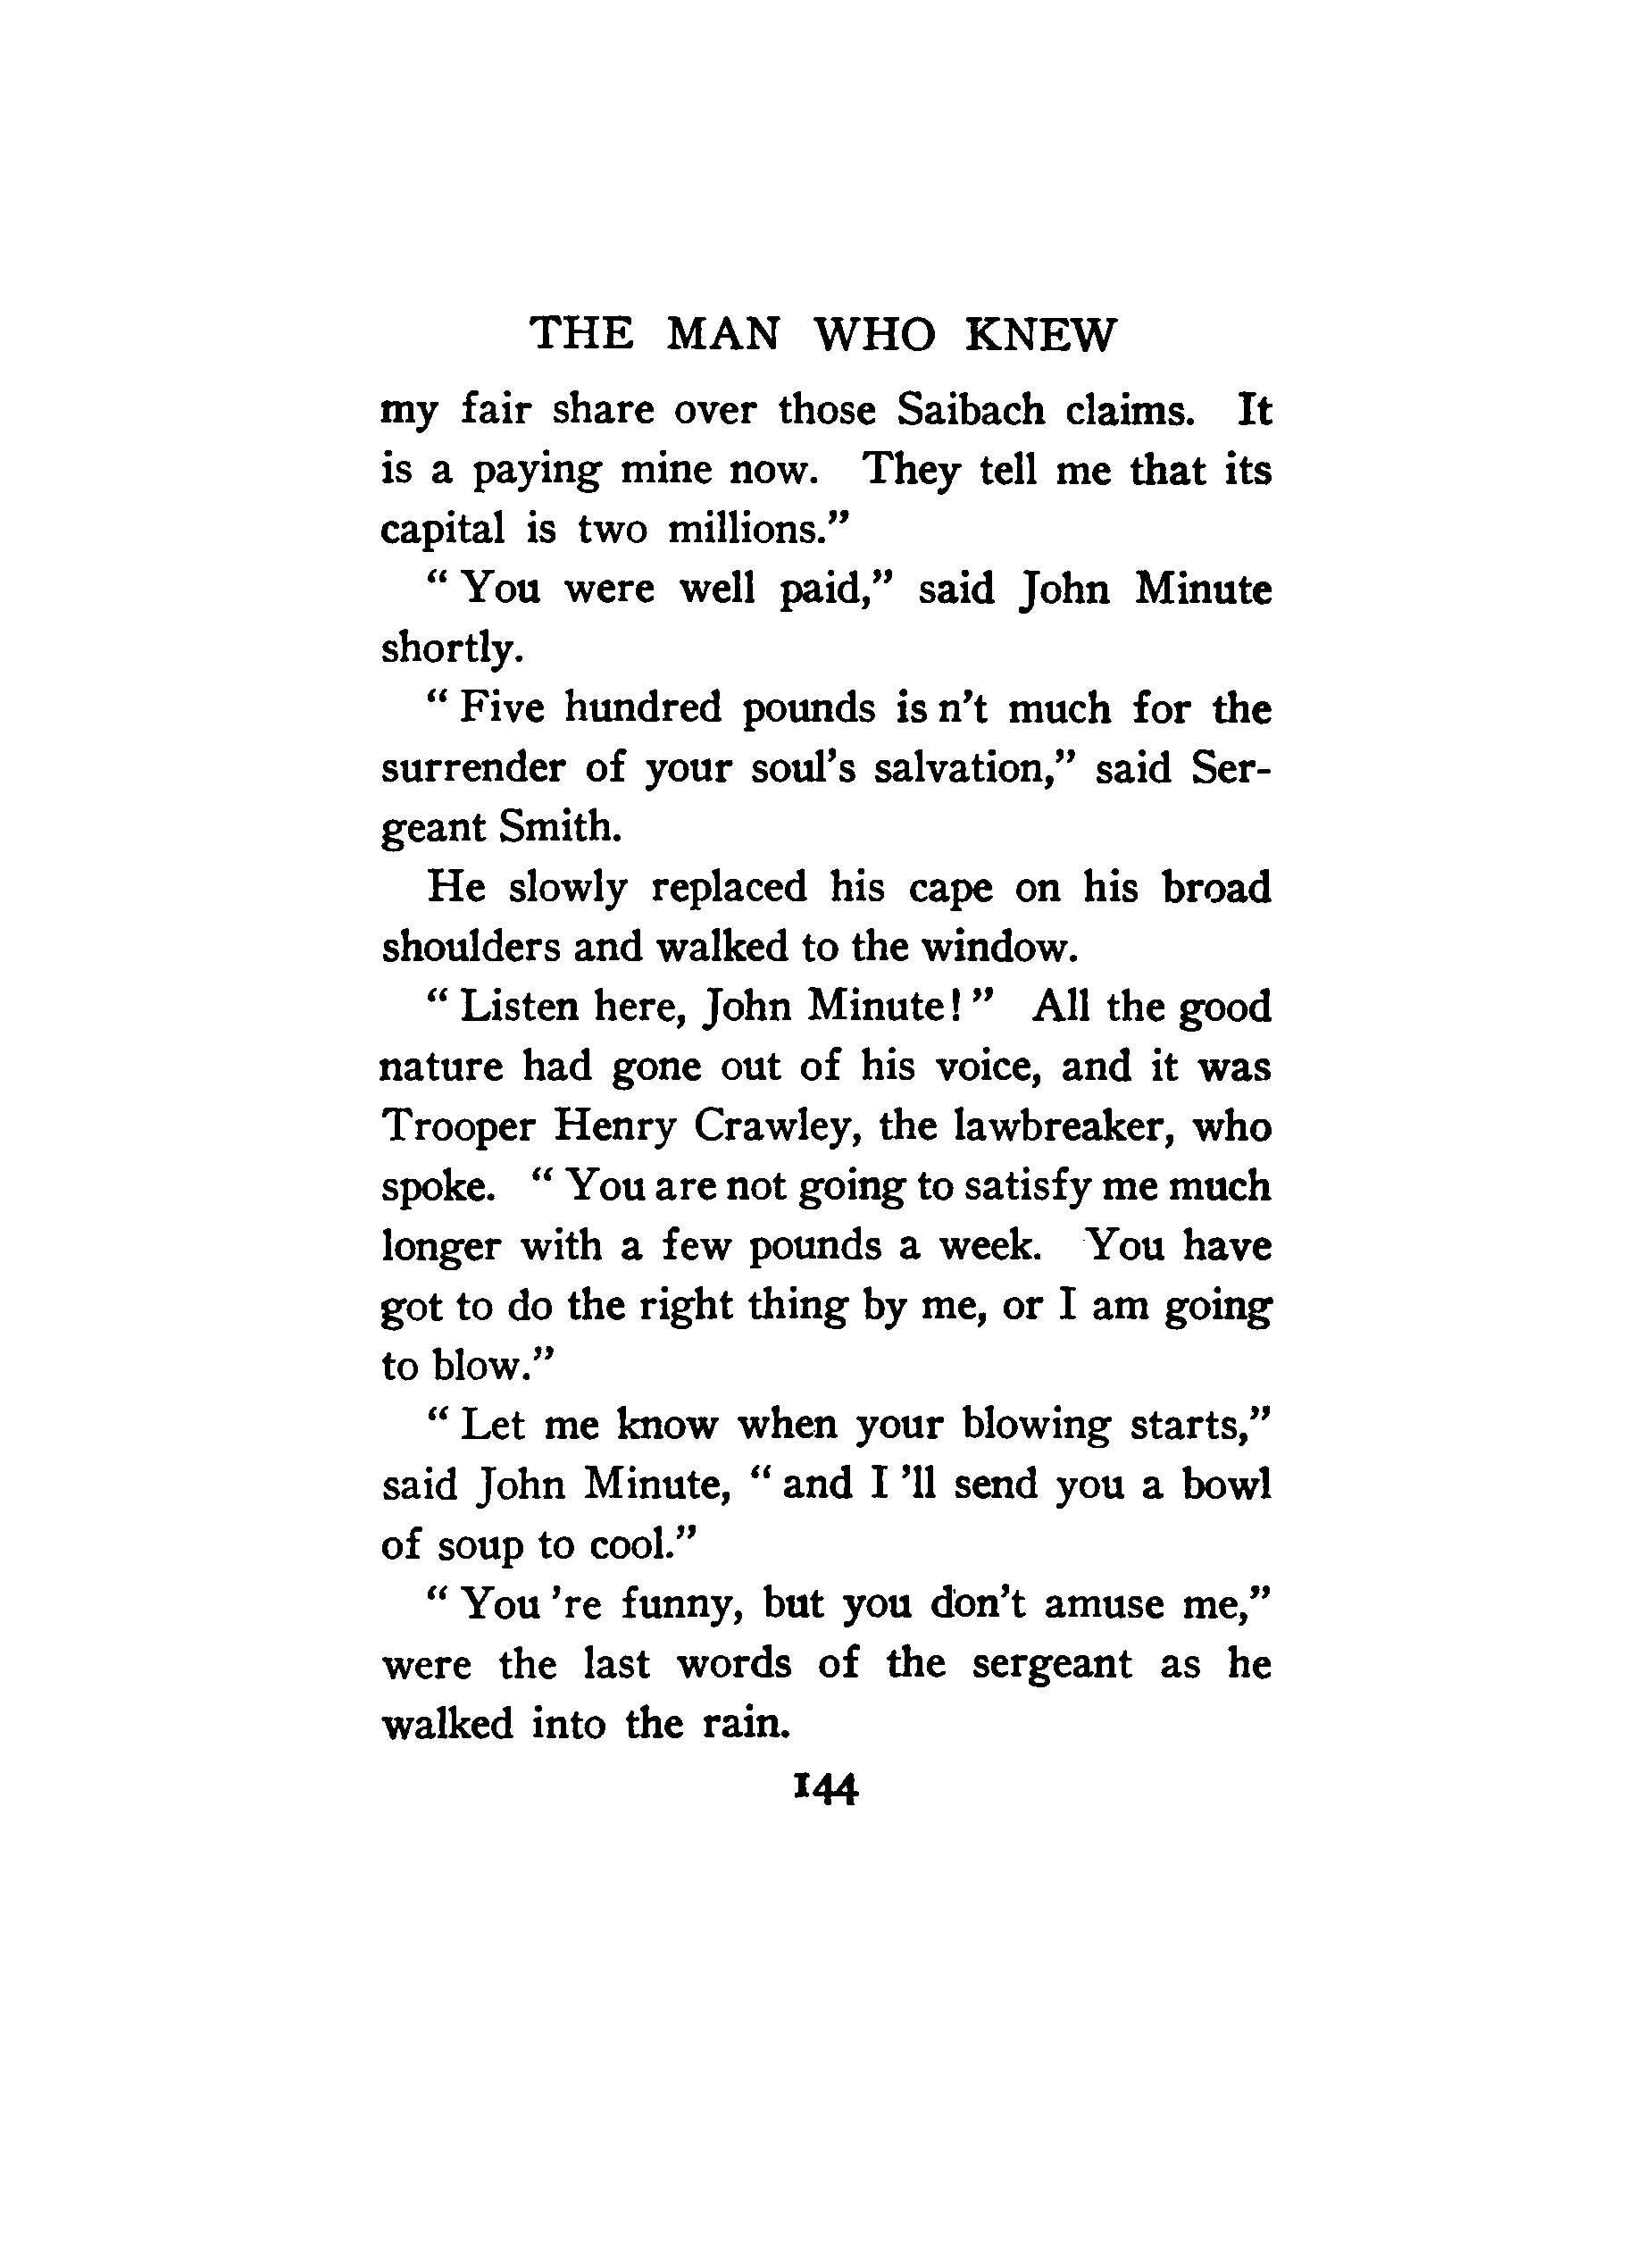 THE MAN WHO KNEW
my fair share over those Saibach claims. It
is a paying mine now. They tell me that its
capital is two millions.”
“ You were well paid,” said John Minute
shortly.
“ Five hundred pounds is n’t much for the
surrender of your soul’s salvation,” said Ser-
geant Smith.
He slowly replaced his cape on his broad
shoulders and walked to the window.
“ Listen here, John Minute! ” All the good
nature had gone out of his voice, and it was
Trooper Henry Crawley, the lawbreaker, who
spoke. “ You are not going to satisfy me much
longer with a few pounds a week. You have
got to do the right thing by me, or I am going
to blow.”
“ Let me know when your blowing starts,”
said John Minute, “ and I ’ll send you a bowl
of soup to cool.”
“ You ’re funny, but you don’t amuse me,”
were the last words of the sergeant as he
walked into the rain.
144